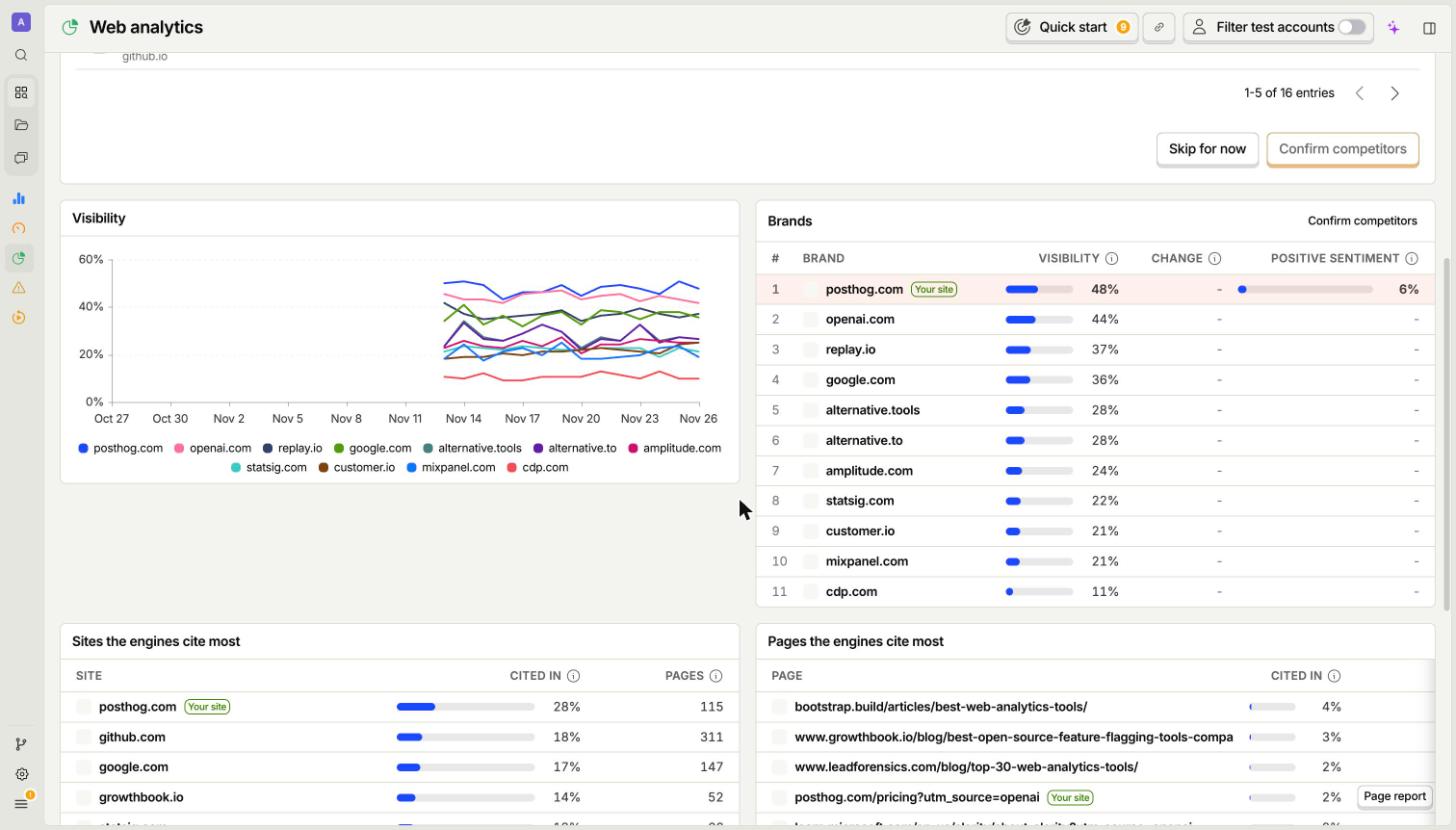 A
Web analytics
Quick start 9
Filter test accounts
github.io
1-5 of 16 entries
Skip for now
Confirm competitors
Visibility
60%
40%
20%
0%
Oct 27 Oct 30 Nov 2 Nov 5 Nov 8 Nov 11 Nov 14 Nov 17 Nov 20 Nov 23 Nov 26
posthog.com openai.com replay.io google.com alternative.tools alternative.to amplitude.com
statsig.com customer.io mixpanel.com cdp.com
Brands Confirm competitors
# BRAND VISIBILITY CHANGE POSITIVE SENTIMENT
1 posthog.com Your site 48% - 6%
2 openai.com 44% - -
3 replay.io 37% - -
4 google.com 36% - -
5 alternative.tools 28% - -
6 alternative.to 28% - -
7 amplitude.com 24% - -
8 statsig.com 22% - -
9 customer.io 21% - -
10 mixpanel.com 21% - -
11 cdp.com 11% - -
Sites the engines cite most
SITE CITED IN PAGES
posthog.com Your site 28% 115
github.com 18% 311
google.com 17% 147
growthbook.io 14% 52
Pages the engines cite most
PAGE CITED IN
bootstrap.build/articles/best-web-analytics-tools/ 4%
www.growthbook.io/blog/best-open-source-feature-flagging-tools-compa 3%
www.leadforensics.com/blog/top-30-web-analytics-tools/ 2%
posthog.com/pricing?utm_source=openai Your site 2% Page report